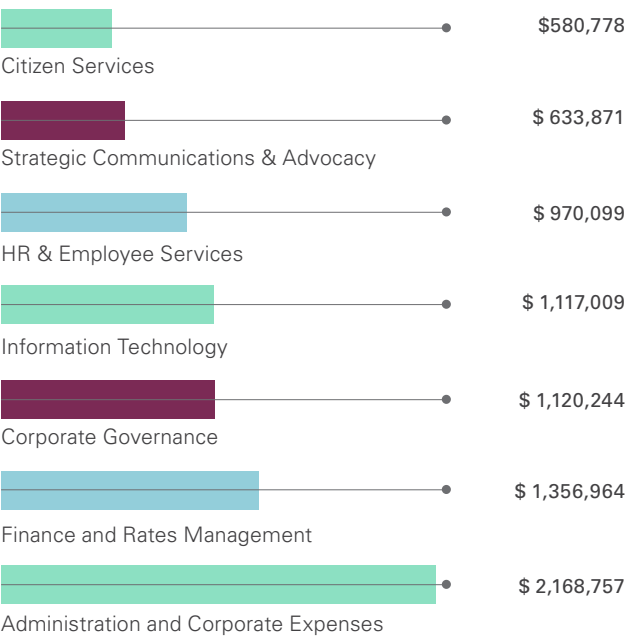 $580,778
Citizen Services
$ 633,871
Strategic Communications & Advocacy
$ 970,099
HR & Employee Services
$ 1,117,009
Information Technology
$ 1,120,244
Corporate Governance
$ 1,356,964
Finance and Rates Management
$ 2,168,757
Administration and Corporate Expenses